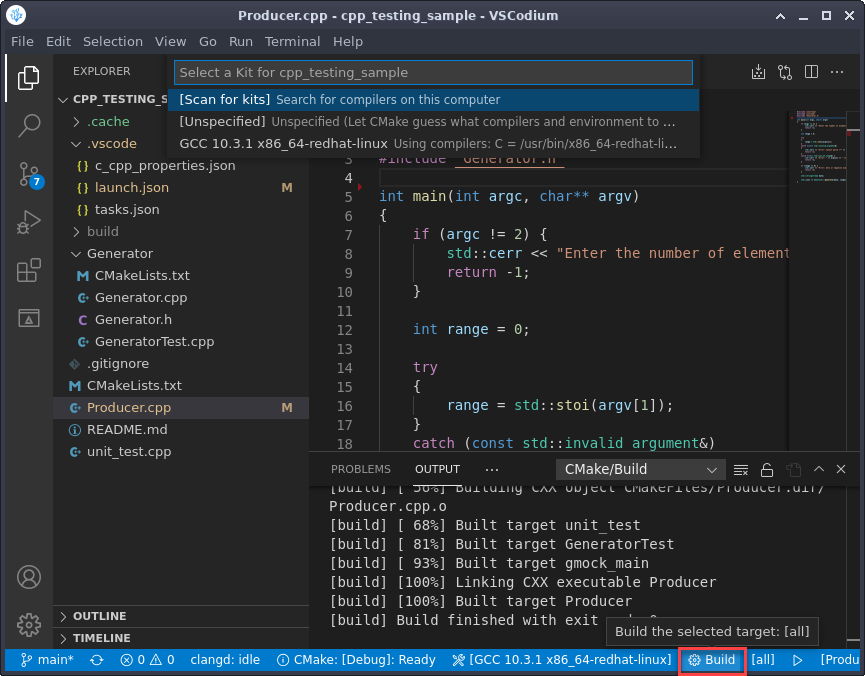 Producer.cpp - cpp_testing_sample - VSCodium
File Edit Selection View Go Run Terminal Help
EXPLORER
Select a Kit for cpp_testing_sample
[Scan for kits] Search for compilers on this computer
[Unspecified] Unspecified (Let CMake guess what compilers and environment to ...
GCC 10.3.1 x86_64-redhat-linux Using compilers: C = /usr/bin/x86_64-redhat-li...
CPP_TESTING_S
.cache
.vscode
{} c_cpp_properties.json
{} launch.json M
{} tasks.json
build
Generator
M CMakeLists.txt
Generator.cpp
C Generator.h
GeneratorTest.cpp
.gitignore
M CMakeLists.txt
Producer.cpp M
README.md
unit_test.cpp
OUTLINE
TIMELINE
7
3 #include "Generator.h"
4
5 int main(int argc, char** argv)
6 {
7 if (argc != 2) {
8 std::cerr << "Enter the number of element
9 return -1;
10 }
11
12 int range = 0;
13
14 try
15 {
16 range = std::stoi(argv[1]);
17 }
18 catch (const std::invalid_argument&)
PROBLEMS OUTPUT ... CMake/Build
[build] [ 56%] Building CXX object CMakeFiles/Producer.dir/
Producer.cpp.o
[build] [ 68%] Built target unit_test
[build] [ 81%] Built target GeneratorTest
[build] [ 93%] Built target gmock_main
[build] [100%] Linking CXX executable Producer
[build] [100%] Built target Producer
[build] Build finished with exit
Build the selected target: [all]
main* 0 0 clangd: idle CMake: [Debug]: Ready [GCC 10.3.1 x86_64-redhat-linux] Build [all] [Produ